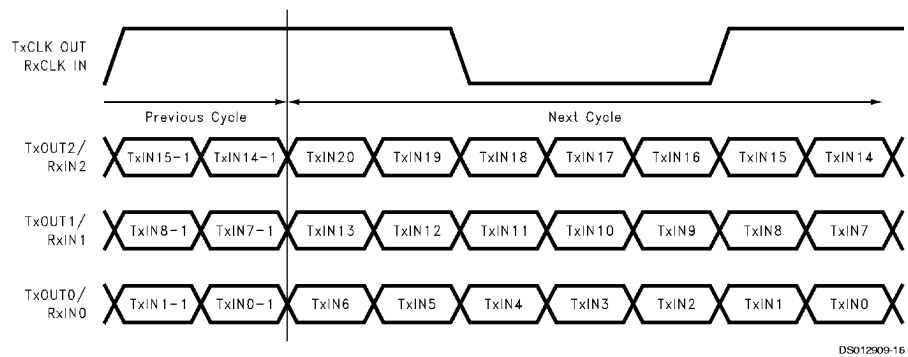 TxCLK OUT
RxCLK IN
Previous Cycle
Next Cycle
TxOUT2/
RxIN2
TxIN15-1 TxIN14-1 TxIN20 TxIN19 TxIN18 TxIN17 TxIN16 TxIN15 TxIN14
TxOUT1/
RxIN1
TxIN8-1 TxIN7-1 TxIN13 TxIN12 TxIN11 TxIN10 TxIN9 TxIN8 TxIN7
TxOUT0/
RxIN0
TxIN1-1 TxIN0-1 TxIN6 TxIN5 TxIN4 TxIN3 TxIN2 TxIN1 TxIN0
DS012909-16